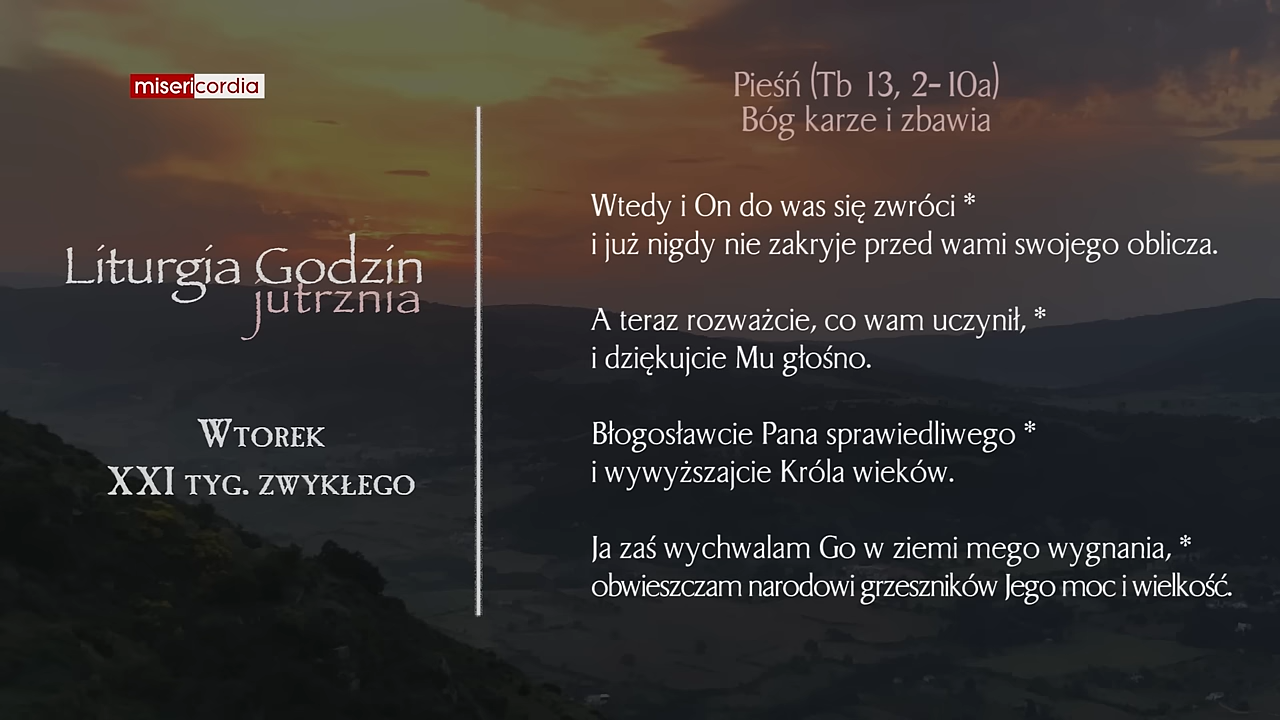 misericordia
Liturgia Godzin
jutrznia
Wtorek
XXI tyg. zwykłego
Pieśń (Tb 13, 2-10a)
Bóg karze i zbawia
Wtedy i On do was się zwróci *
i już nigdy nie zakryje przed wami swojego oblicza.
A teraz rozważcie, co wam uczynił, *
i dziękujcie Mu głośno.
Błogosławcie Pana sprawiedliwego *
i wywyższajcie Króla wieków.
Ja zaś wychwalam Go w ziemi mego wygnania, *
obwieszczam narodowi grzeszników Jego moc i wielkość.